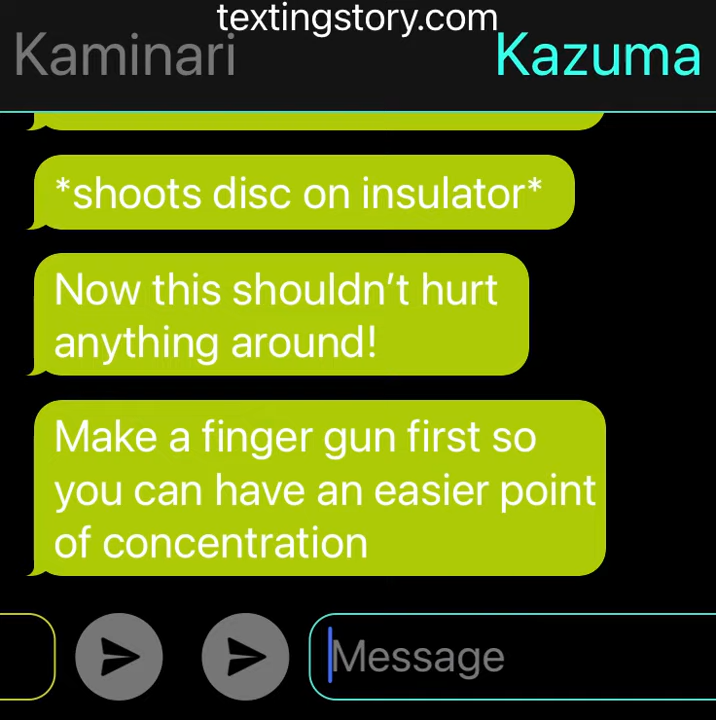 textingstory.com
Kaminari Kazuma
*shoots disc on insulator*
Now this shouldn’t hurt
anything around!
Make a finger gun first so
you can have an easier point
of concentration
Message